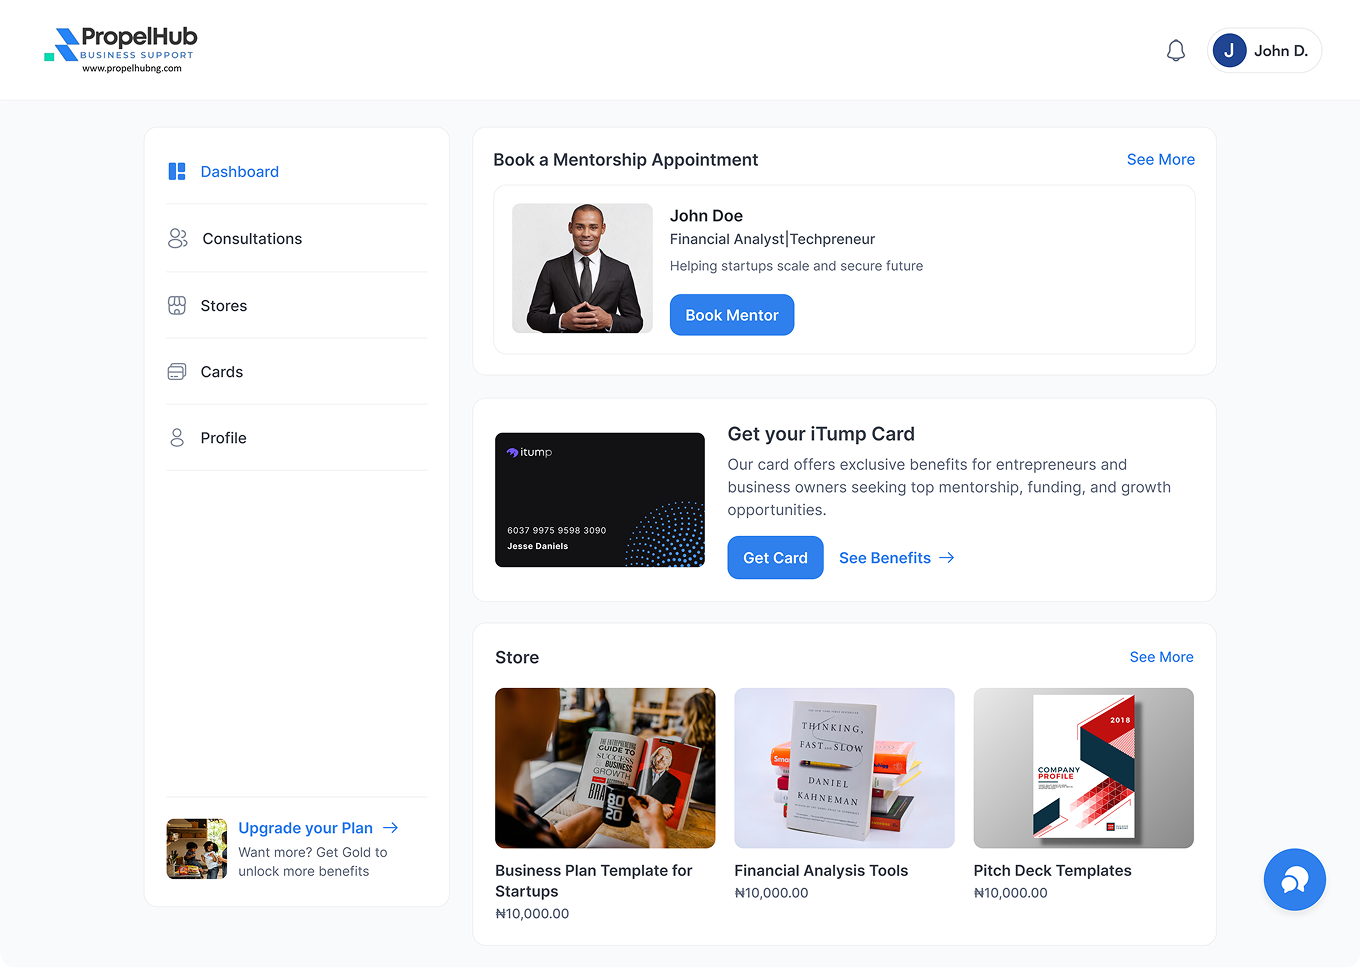 PropelHub
BUSINESS SUPPORT
www.propelhubng.com
J
John D.
Dashboard
Consultations
Stores
Cards
Profile
Upgrade your Plan
Want more? Get Gold to
unlock more benefits
Book a Mentorship Appointment
See More
John Doe
Financial Analyst|Techpreneur
Helping startups scale and secure future
Book Mentor
itump
6037 9975 9598 3090
Jesse Daniels
Get your iTump Card
Our card offers exclusive benefits for entrepreneurs and
business owners seeking top mentorship, funding, and growth
opportunities.
Get Card
See Benefits
Store
See More
THE ENTREPRENEURS
GUIDE TO
SUCCESS
BUSINESS
GROWTH
BRA
8O
2O
Business Plan Template for
Startups
₦10,000.00
THINKING,
FAST AND SLOW
DANIEL
KAHNEMAN
Financial Analysis Tools
₦10,000.00
2018
COMPANY
PROFILE
Pitch Deck Templates
₦10,000.00